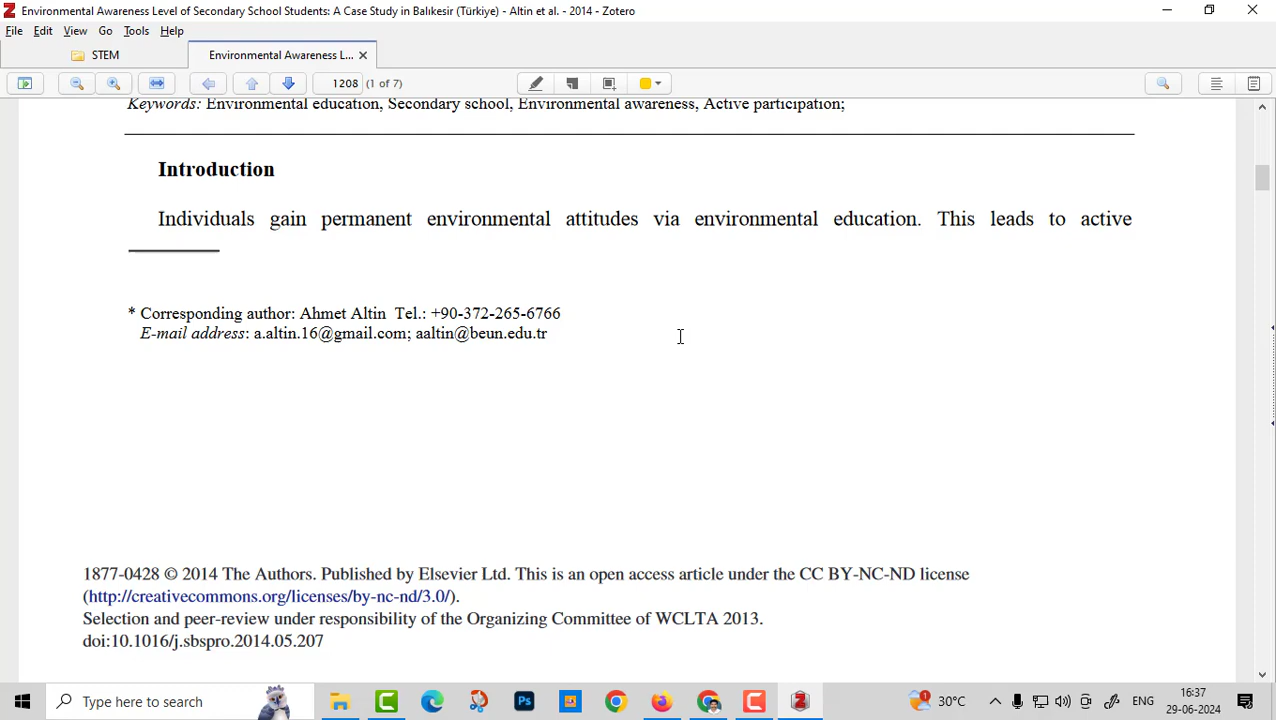 Environmental Awareness Level of Secondary School Students: A Case Study in Balıkesir (Türkiye) - Altin et al. - 2014 - Zotero
File Edit View Go Tools Help
STEM
Environmental Awareness L...
1208 (1 of 7)
Keywords: Environmental education, Secondary school, Environmental awareness, Active participation;
Introduction
Individuals gain permanent environmental attitudes via environmental education. This leads to active
* Corresponding author: Ahmet Altin Tel.: +90-372-265-6766
E-mail address: a.altin.16@gmail.com; aaltin@beun.edu.tr
1877-0428 © 2014 The Authors. Published by Elsevier Ltd. This is an open access article under the CC BY-NC-ND license
(http://creativecommons.org/licenses/by-nc-nd/3.0/).
Selection and peer-review under responsibility of the Organizing Committee of WCLTA 2013.
doi:10.1016/j.sbspro.2014.05.207
Type here to search
Ps
1
30°C
ENG
16:37
29-06-2024